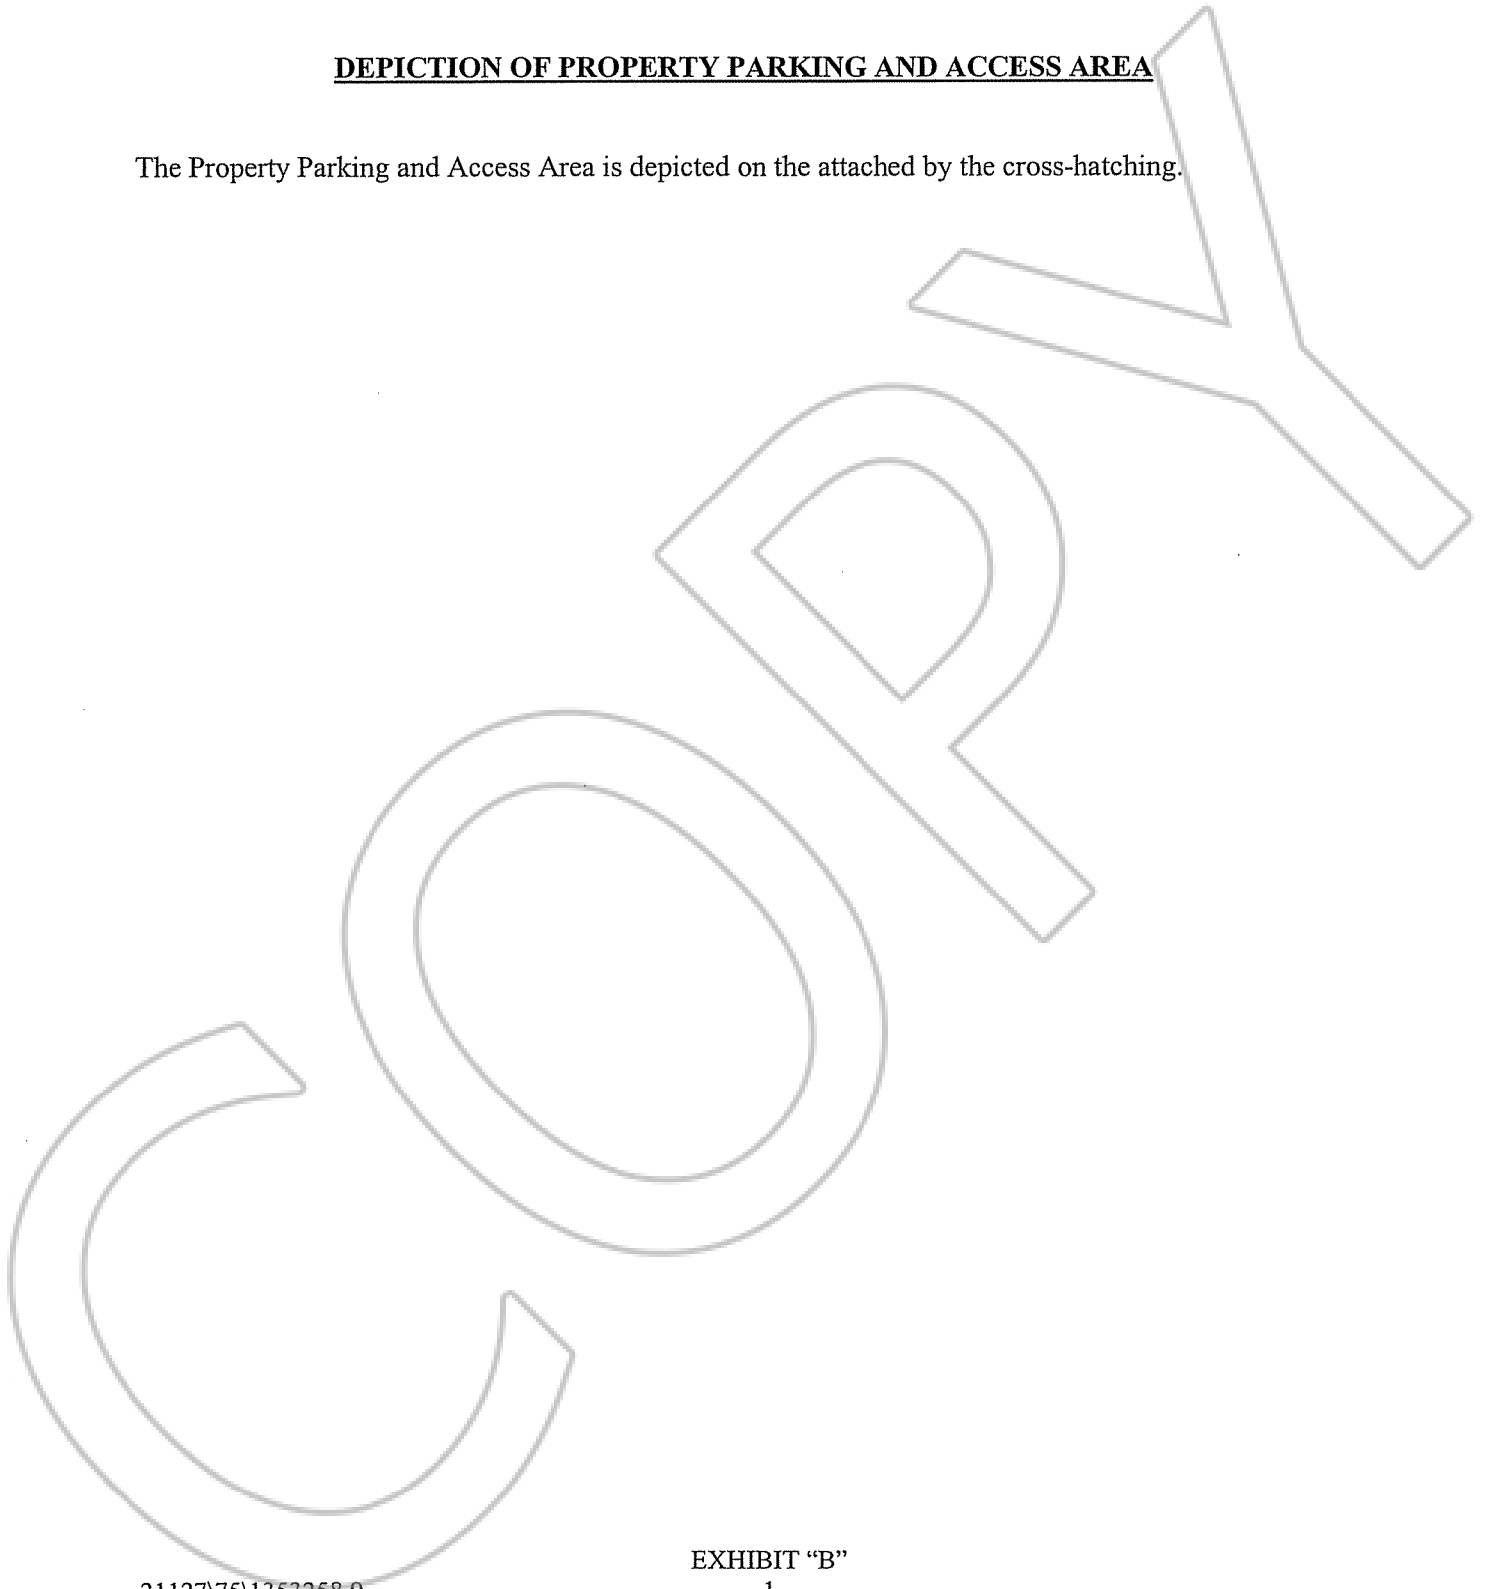 DEPICTION OF PROPERTY PARKING AND ACCESS AREA
The Property Parking and Access Area is depicted on the attached by the cross-hatching.
COPY
EXHIBIT “B”
1